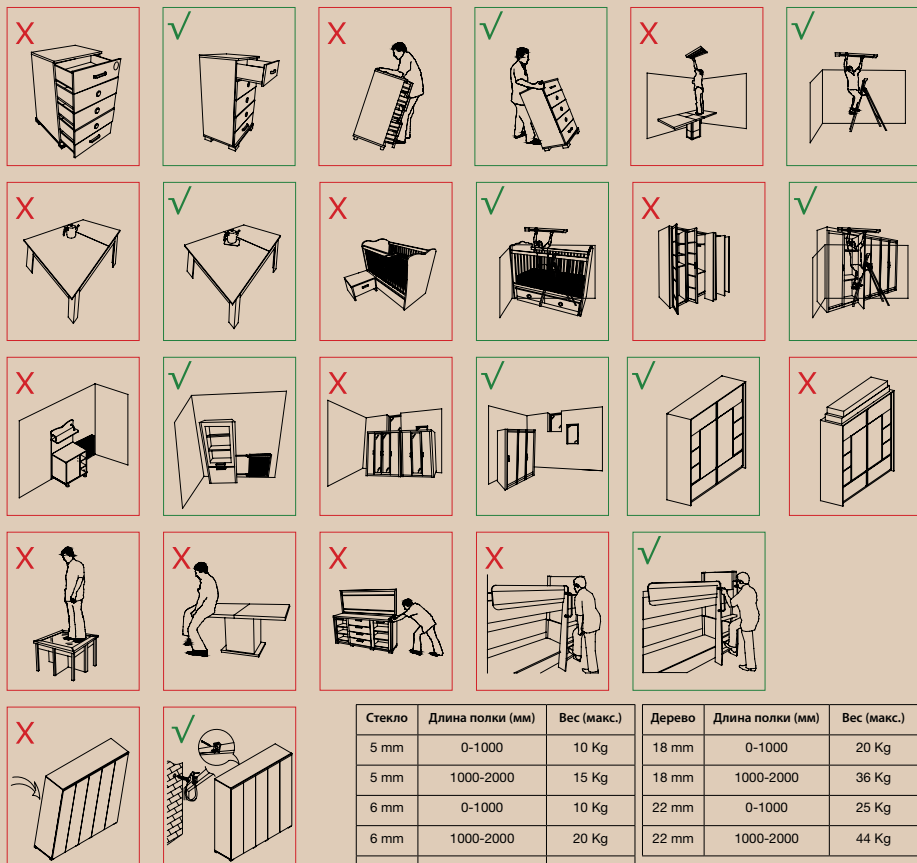 X √ X √ X √
X √ X √ X √
X √ X √ √ X
X X X X √
X √
Стекло Длина полки (мм) Вес (макс.) Дерево Длина полки (мм) Вес (макс.)
5 mm 0-1000 10 Kg 18 mm 0-1000 20 Kg
5 mm 1000-2000 15 Kg 18 mm 1000-2000 36 Kg
6 mm 0-1000 10 Kg 22 mm 0-1000 25 Kg
6 mm 1000-2000 20 Kg 22 mm 1000-2000 44 Kg